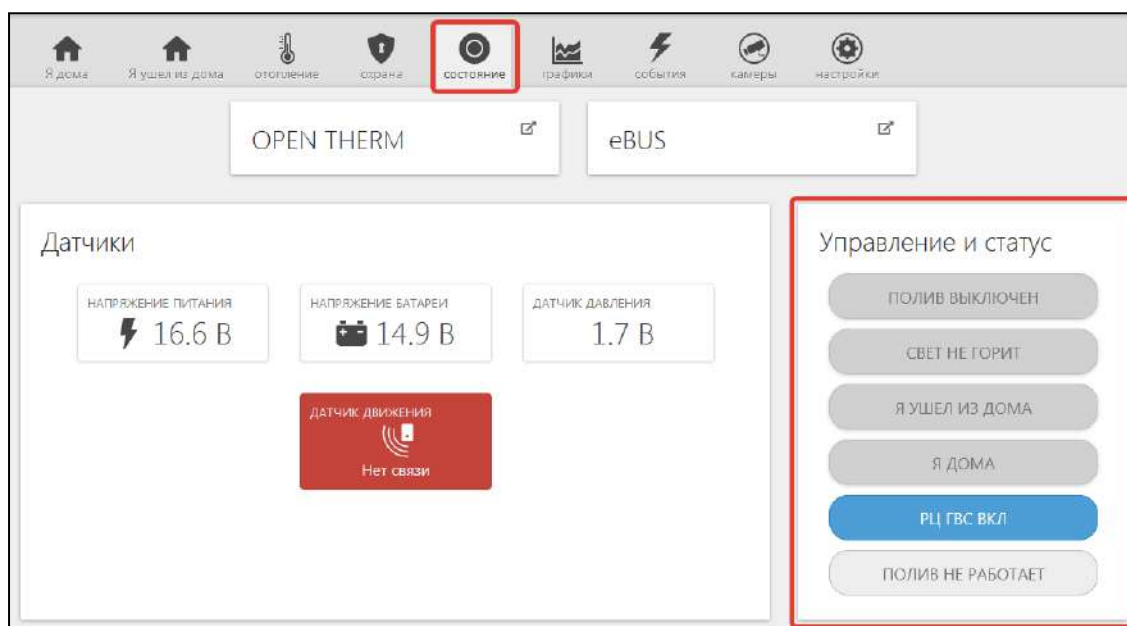 Я дома
Я ушел из дома
отопление
охрана
состояние
графики
события
камеры
настройки
OPEN THERM
eBUS
Датчики
НАПРЯЖЕНИЕ ПИТАНИЯ
16.6 В
НАПРЯЖЕНИЕ БАТАРЕИ
14.9 В
ДАТЧИК ДАВЛЕНИЯ
1.7 В
ДАТЧИК ДВИЖЕНИЯ
Нет связи
Управление и статус
ПОЛИВ ВЫКЛЮЧЕН
СВЕТ НЕ ГОРИТ
Я УШЕЛ ИЗ ДОМА
Я ДОМА
РЦ ГВС ВКЛ
ПОЛИВ НЕ РАБОТАЕТ